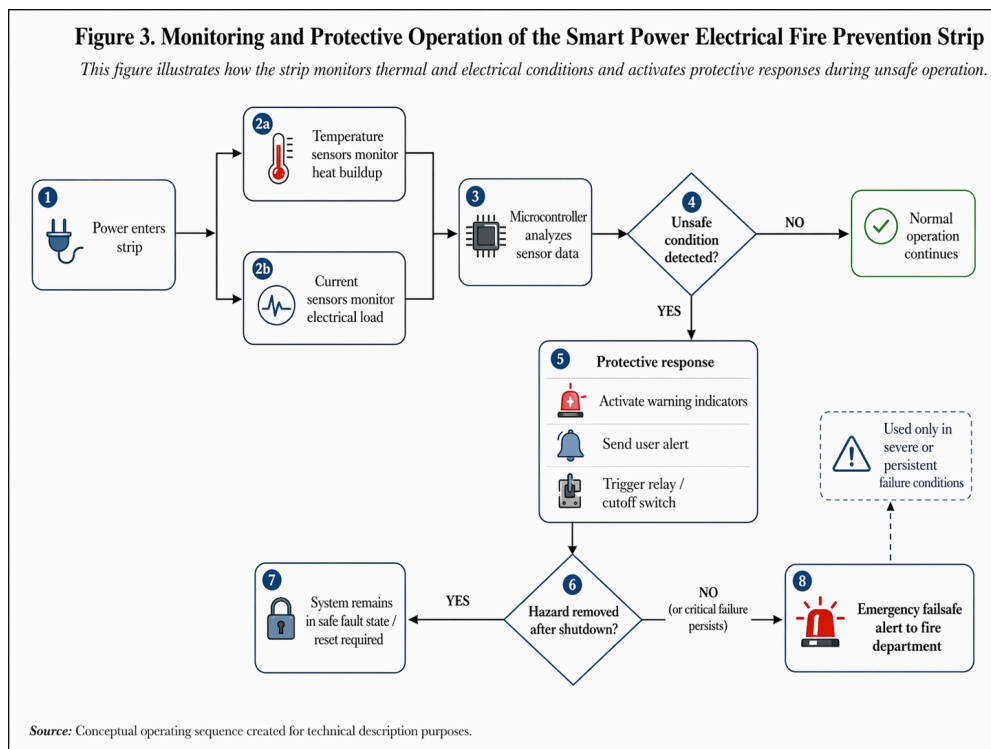 Figure 3. Monitoring and Protective Operation of the Smart Power Electrical Fire Prevention Strip
This figure illustrates how the strip monitors thermal and electrical conditions and activates protective responses during unsafe operation.
1
Power enters
strip
2a
Temperature
sensors monitor
heat buildup
2b
Current
sensors monitor
electrical load
3
Microcontroller
analyzes
sensor data
4
Unsafe
condition
detected?
NO
Normal
operation
continues
YES
5
Protective response
Activate warning indicators
Send user alert
Trigger relay /
cutoff switch
6
Hazard removed
after shutdown?
YES
7
System remains
in safe fault state /
reset required
NO
(or critical failure
persists)
8
Emergency failsafe
alert to fire
department
Used only in
severe or
persistent
failure conditions
Source: Conceptual operating sequence created for technical description purposes.